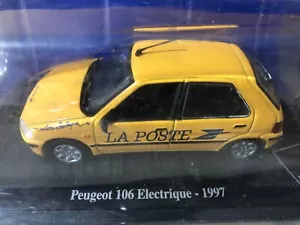 LA POSTE
Peugeot 106 Electrique - 1997